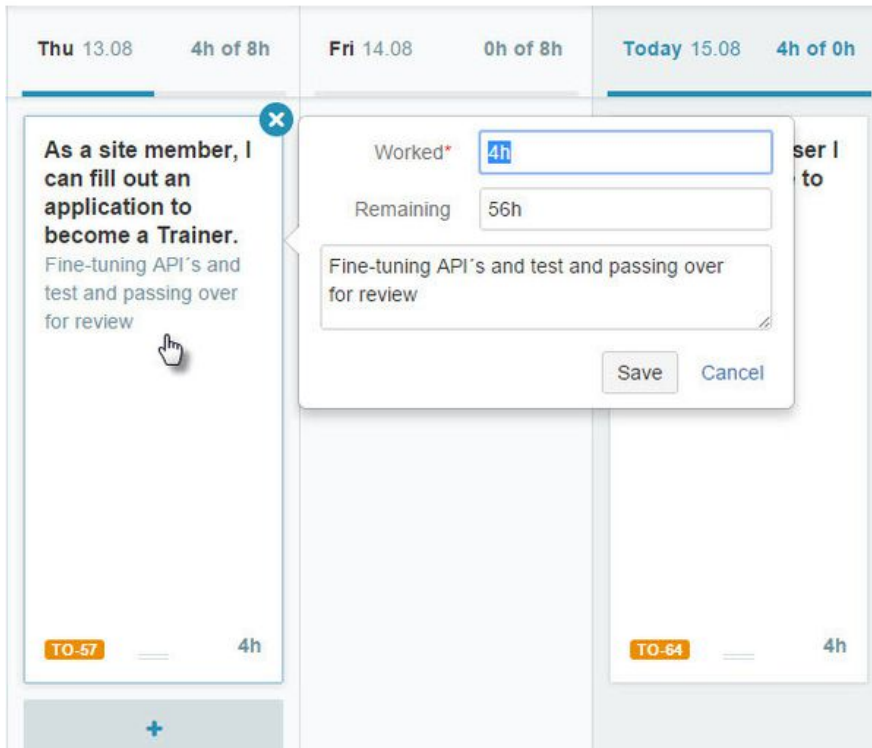 Thu 13.08 4h of 8h
Fri 14.08 0h of 8h
Today 15.08 4h of 0h
As a site member, I
can fill out an
application to
become a Trainer.
Fine-tuning API´s and
test and passing over
for review
TO-57 4h
+
Worked* 4h
Remaining 56h
Fine-tuning API´s and test and passing over
for review
Save Cancel
I
to
TO-64 4h